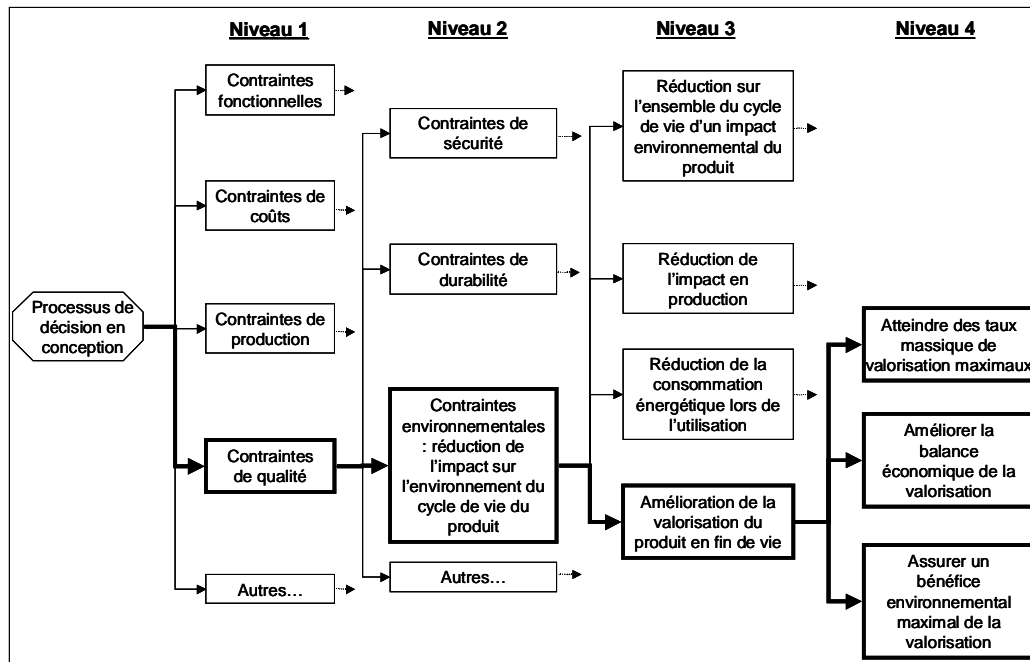 Niveau 1
Niveau 2
Niveau 3
Niveau 4
Processus de
décision en
conception
Contraintes
fonctionnelles
Contraintes de
coûts
Contraintes de
production
Contraintes
de qualité
Autres…
Contraintes de
sécurité
Contraintes de
durabilité
Contraintes
environnementales
: réduction de
l'impact sur
l'environnement du
cycle de vie du
produit
Autres…
Réduction sur
l'ensemble du cycle
de vie d'un impact
environnemental du
produit
Réduction de
l'impact en
production
Réduction de la
consommation
énergétique lors de
l'utilisation
Amélioration de la
valorisation du
produit en fin de vie
Atteindre des taux
massique de
valorisation maximaux
Améliorer la
balance
économique de la
valorisation
Assurer un
bénéfice
environnemental
maximal de la
valorisation